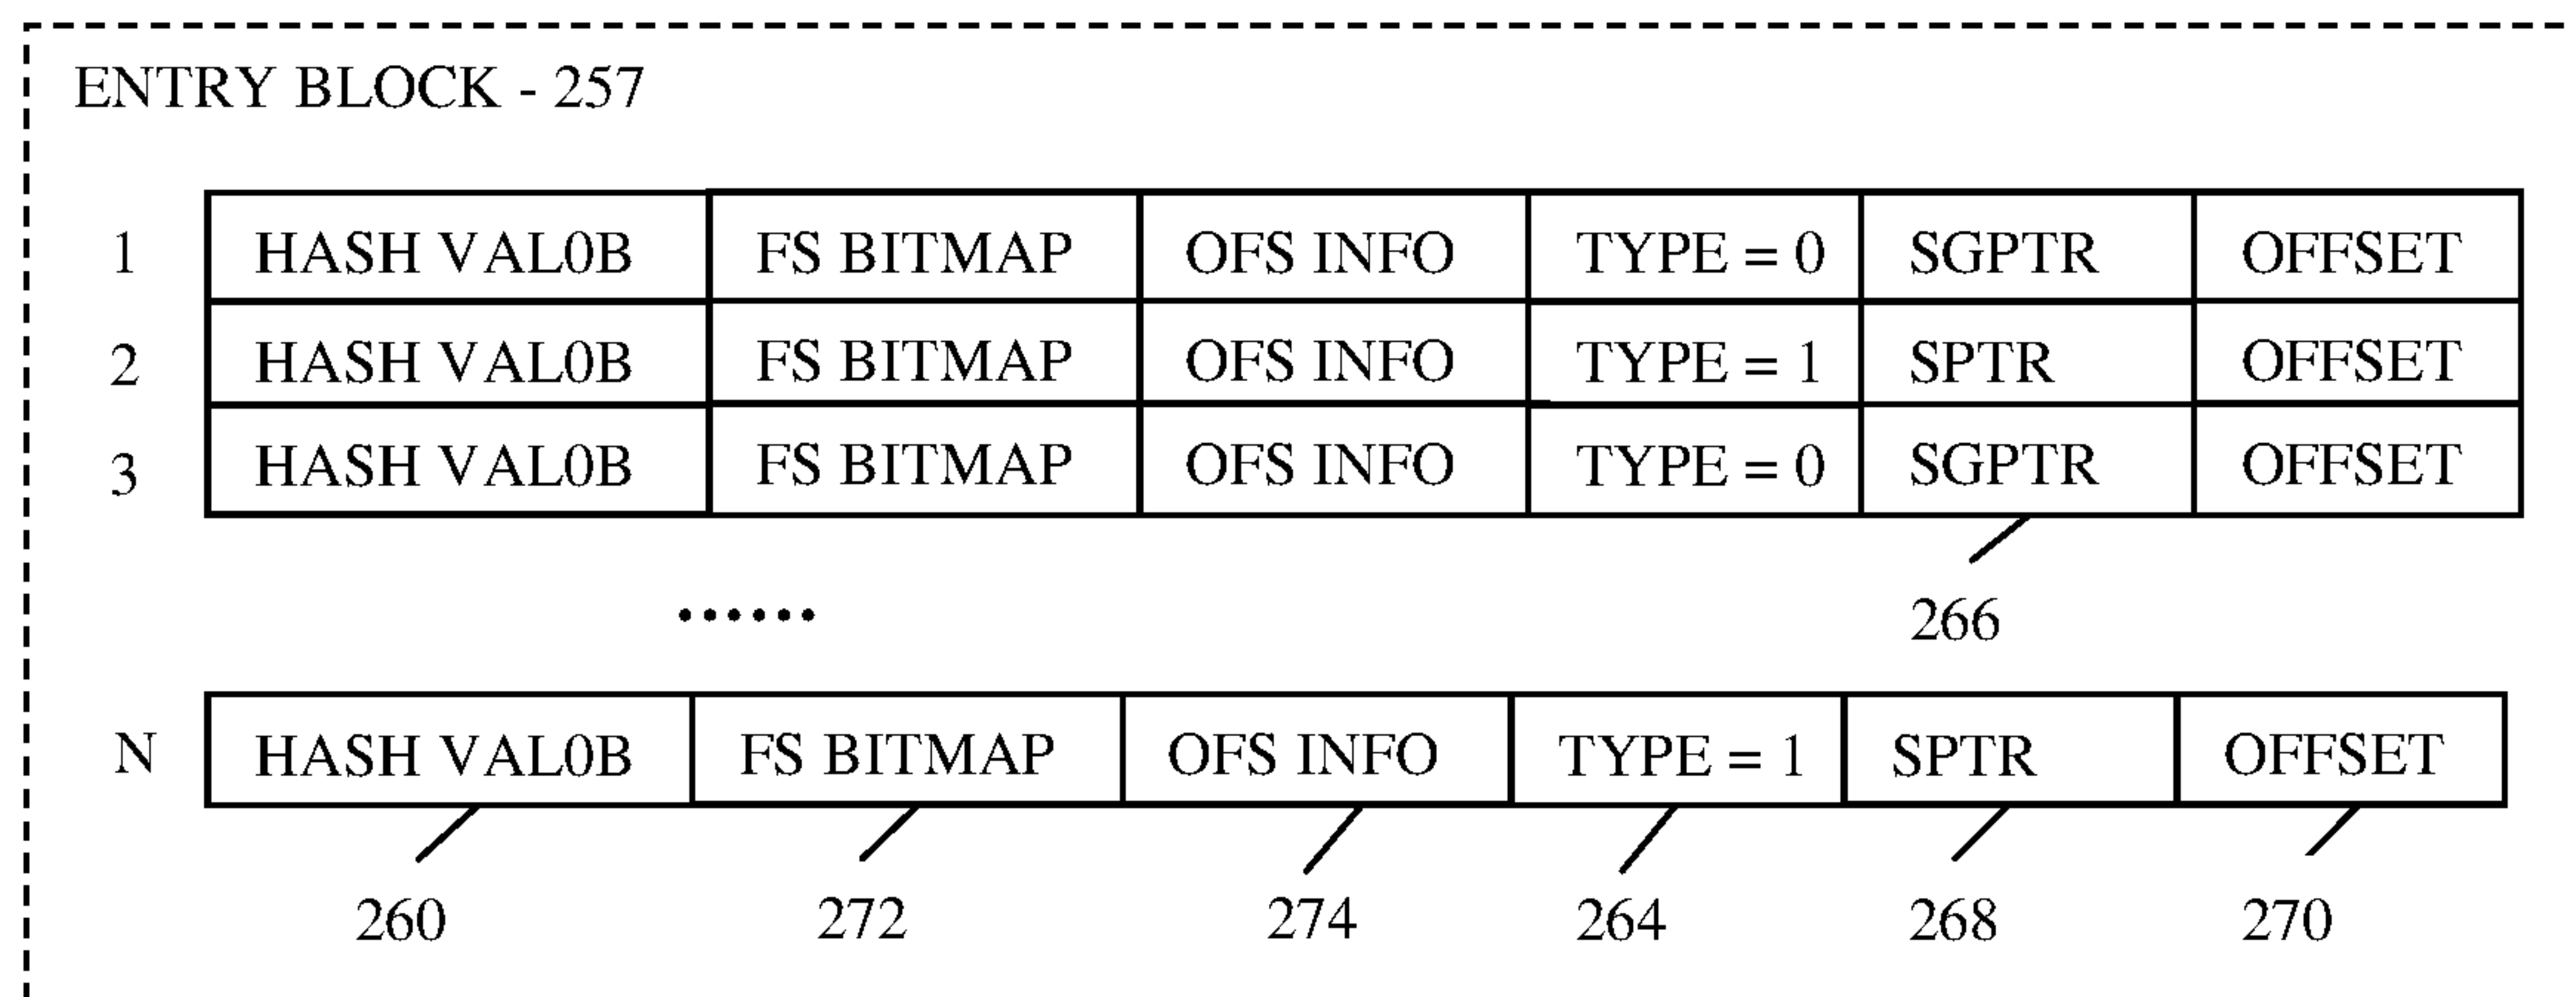 ENTRY BLOCK - 257
1 HASH VAL0B FS BITMAP OFS INFO TYPE = 0 SGPTR OFFSET
2 HASH VAL0B FS BITMAP OFS INFO TYPE = 1 SPTR OFFSET
3 HASH VAL0B FS BITMAP OFS INFO TYPE = 0 SGPTR OFFSET
266
......
N HASH VAL0B FS BITMAP OFS INFO TYPE = 1 SPTR OFFSET
260 272 274 264 268 270